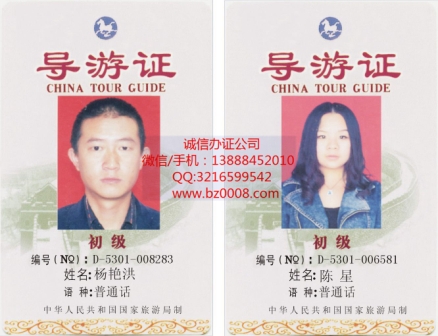 导游证
CHINA TOUR GUIDE
初级
编号(NO): D-5301-008283
姓名: 杨艳洪
语 种: 普通话
中华人民共和国国家旅游局制
导游证
CHINA TOUR GUIDE
初级
编号(NO): D-5301-006581
姓名: 陈 星
语 种: 普通话
中华人民共和国国家旅游局制
诚信办证公司
微信/手机:13888452010
QQ:3216599542
www.bz0008.com